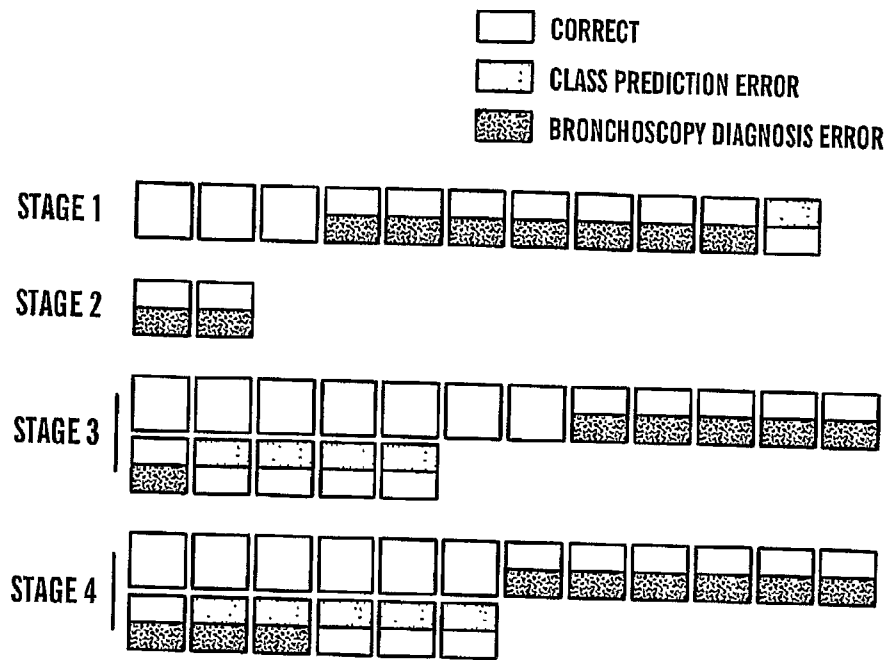 CORRECT
CLASS PREDICTION ERROR
BRONCHOSCOPY DIAGNOSIS ERROR
STAGE 1
STAGE 2
STAGE 3
STAGE 4